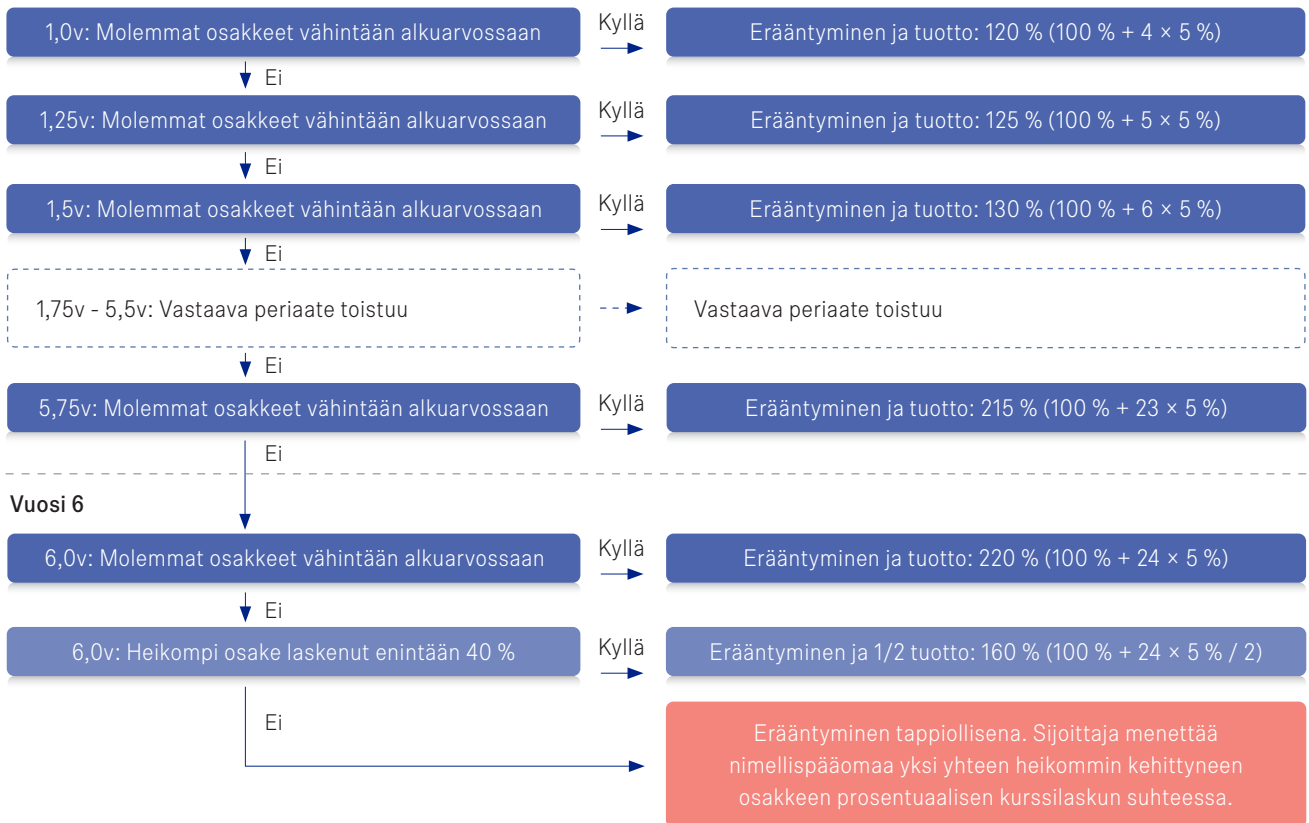 1,0v: Molemmat osakkeet vähintään alkuarvossaan
Kyllä
Erääntyminen ja tuotto: 120 % (100 % + 4 × 5 %)
Ei
1,25v: Molemmat osakkeet vähintään alkuarvossaan
Kyllä
Erääntyminen ja tuotto: 125 % (100 % + 5 × 5 %)
Ei
1,5v: Molemmat osakkeet vähintään alkuarvossaan
Kyllä
Erääntyminen ja tuotto: 130 % (100 % + 6 × 5 %)
Ei
1,75v - 5,5v: Vastaava periaate toistuu
Vastaava periaate toistuu
Ei
5,75v: Molemmat osakkeet vähintään alkuarvossaan
Kyllä
Erääntyminen ja tuotto: 215 % (100 % + 23 × 5 %)
Ei
Vuosi 6
6,0v: Molemmat osakkeet vähintään alkuarvossaan
Kyllä
Erääntyminen ja tuotto: 220 % (100 % + 24 × 5 %)
Ei
6,0v: Heikompi osake laskenut enintään 40 %
Kyllä
Erääntyminen ja 1/2 tuotto: 160 % (100 % + 24 × 5 % / 2)
Ei
Erääntyminen tappiollisena. Sijoittaja menettää
nimellispääomaa yksi yhteen heikommin kehittyneen
osakkeen prosentuaalisen kurssilaskun suhteessa.